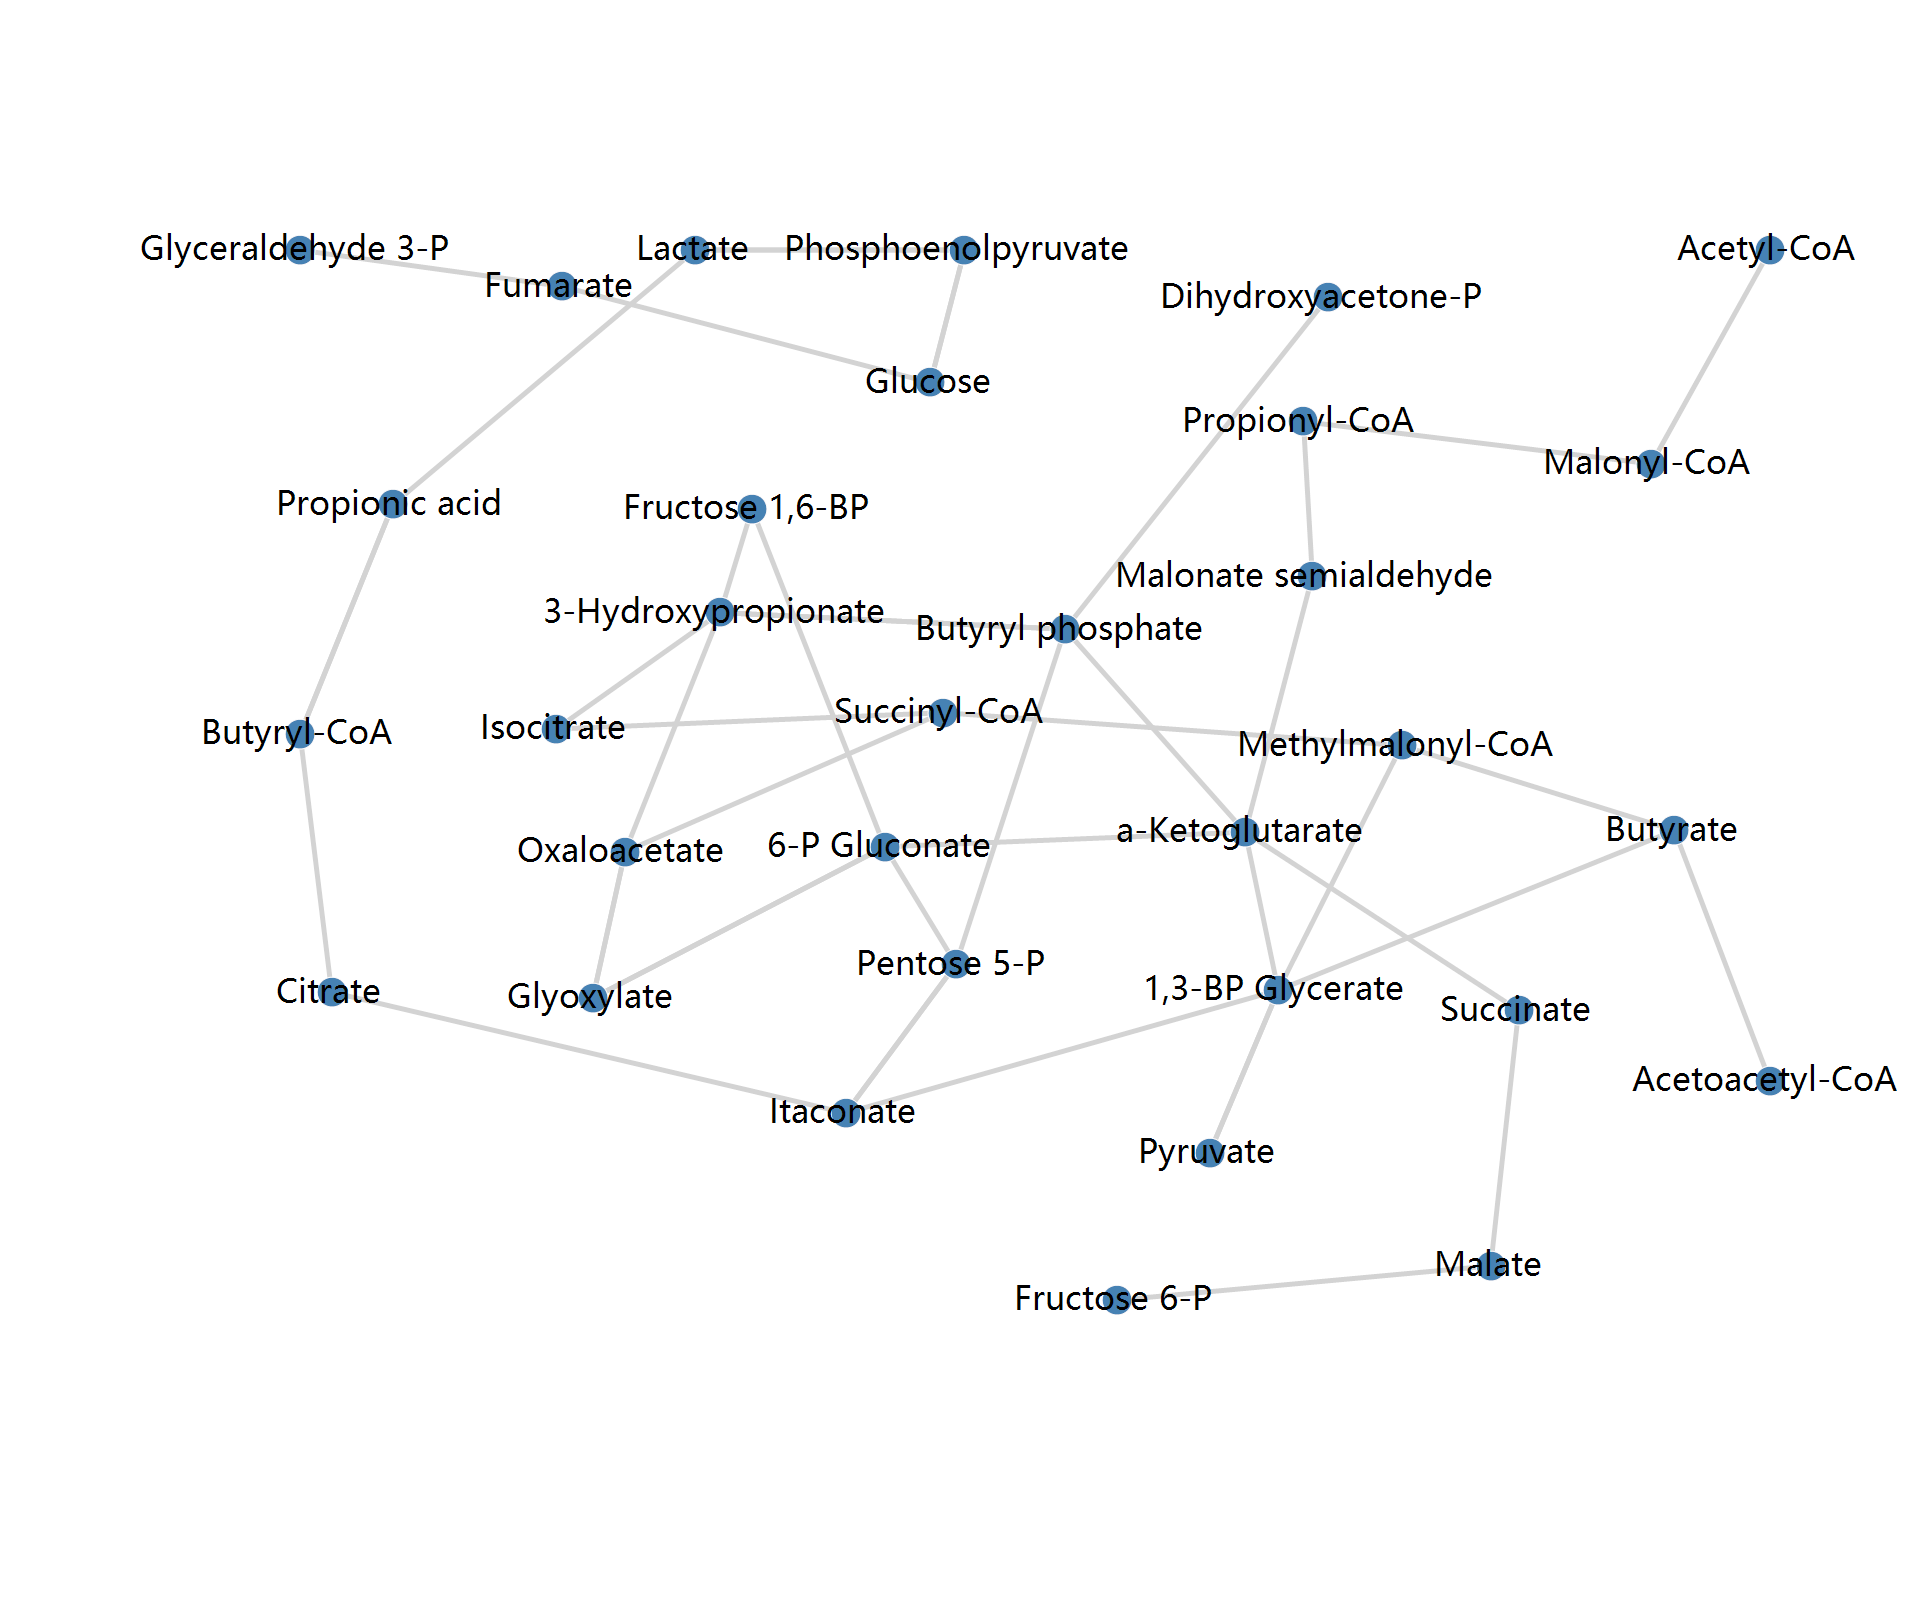 Glyceraldehyde 3-P
Lactate
Phosphoenolpyruvate
Acetyl-CoA
Fumarate
Dihydroxyacetone-P
Glucose
Propionyl-CoA
Malonyl-CoA
Propionic acid
Fructose 1,6-BP
Malonate semialdehyde
3-Hydroxypropionate
Butyryl phosphate
Succinyl-CoA
Isocitrate
Butyryl-CoA
Methylmalonyl-CoA
Oxaloacetate
6-P Gluconate
a-Ketoglutarate
Butyrate
Pentose 5-P
Citrate
Glyoxylate
1,3-BP Glycerate
Succinate
Acetoacetyl-CoA
Itaconate
Pyruvate
Malate
Fructose 6-P